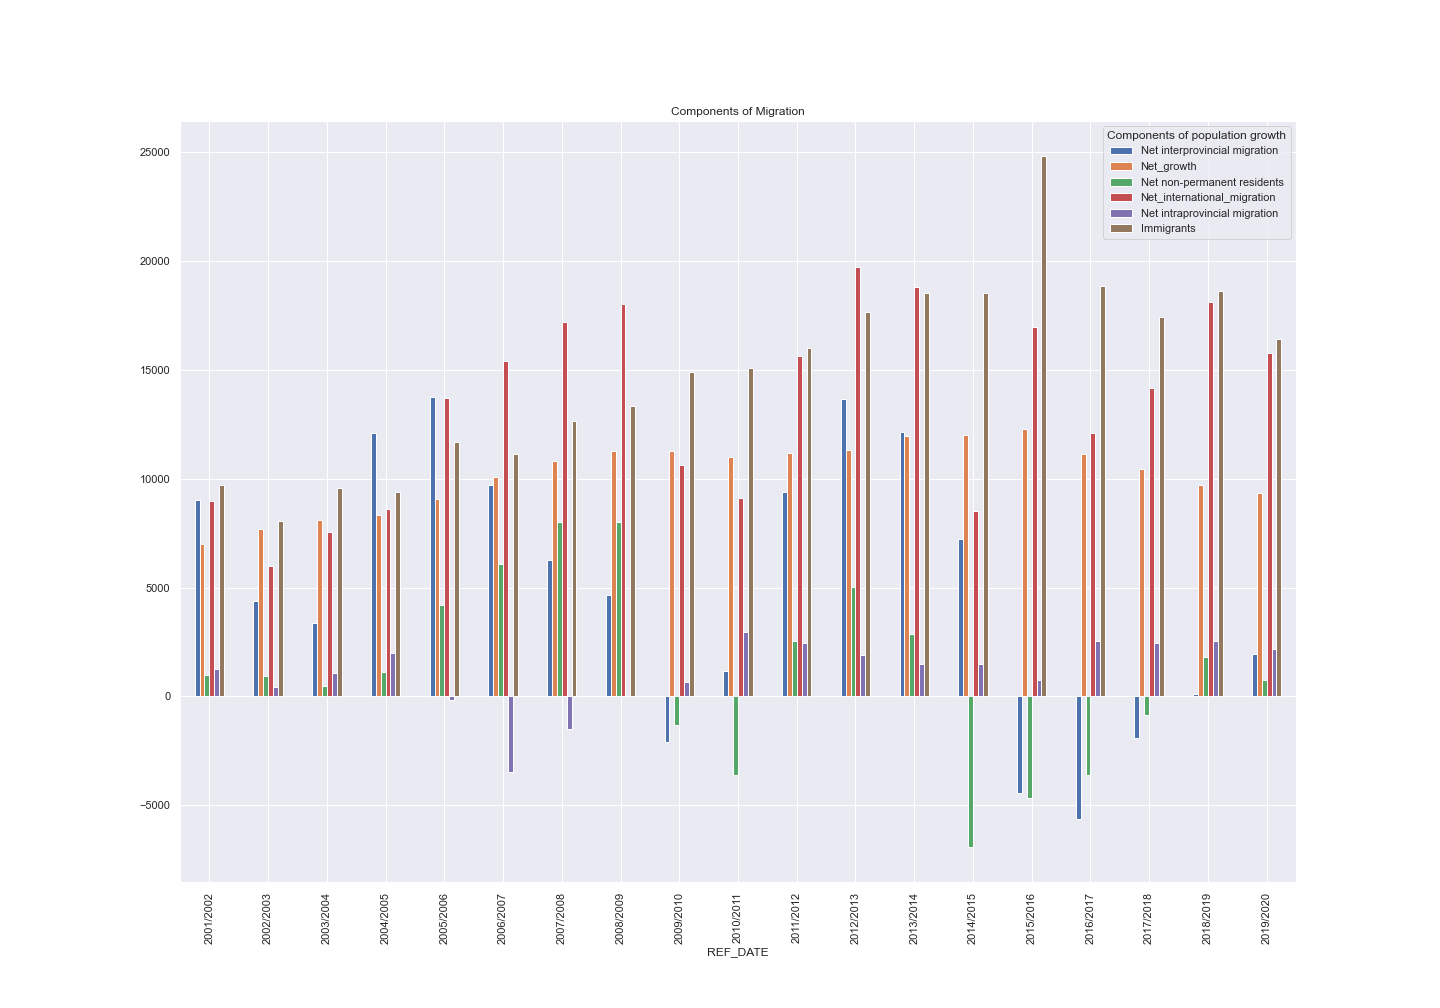 Components of Migration
Components of population growth
Net interprovincial migration
Net_growth
Net non-permanent residents
Net_international_migration
Net intraprovincial migration
Immigrants
25000
20000
15000
10000
5000
0
−5000
2001/2002
2002/2003
2003/2004
2004/2005
2005/2006
2006/2007
2007/2008
2008/2009
2009/2010
2010/2011
2011/2012
2012/2013
2013/2014
2014/2015
2015/2016
2016/2017
2017/2018
2018/2019
2019/2020
REF_DATE